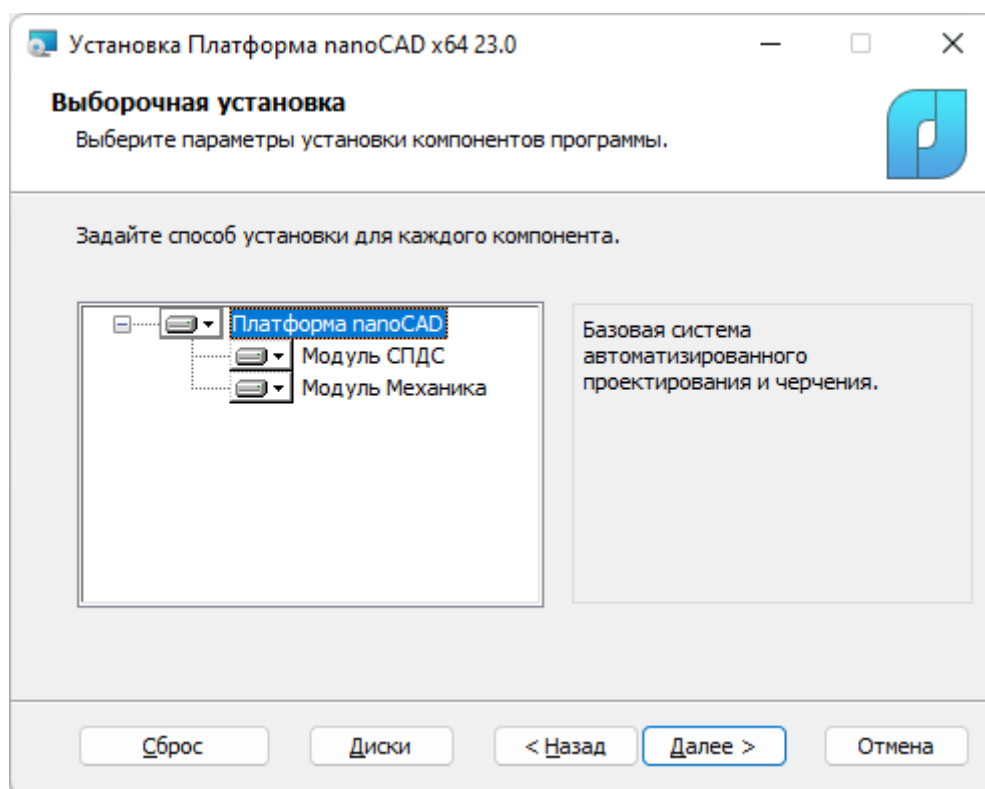 Установка Платформа nanoCAD x64 23.0
Выборочная установка
Выберите параметры установки компонентов программы.
Задайте способ установки для каждого компонента.
Платформа nanoCAD
Модуль СПДС
Модуль Механика
Базовая система
автоматизированного
проектирования и черчения.
Сброс
Диски
< Назад
Далее >
Отмена